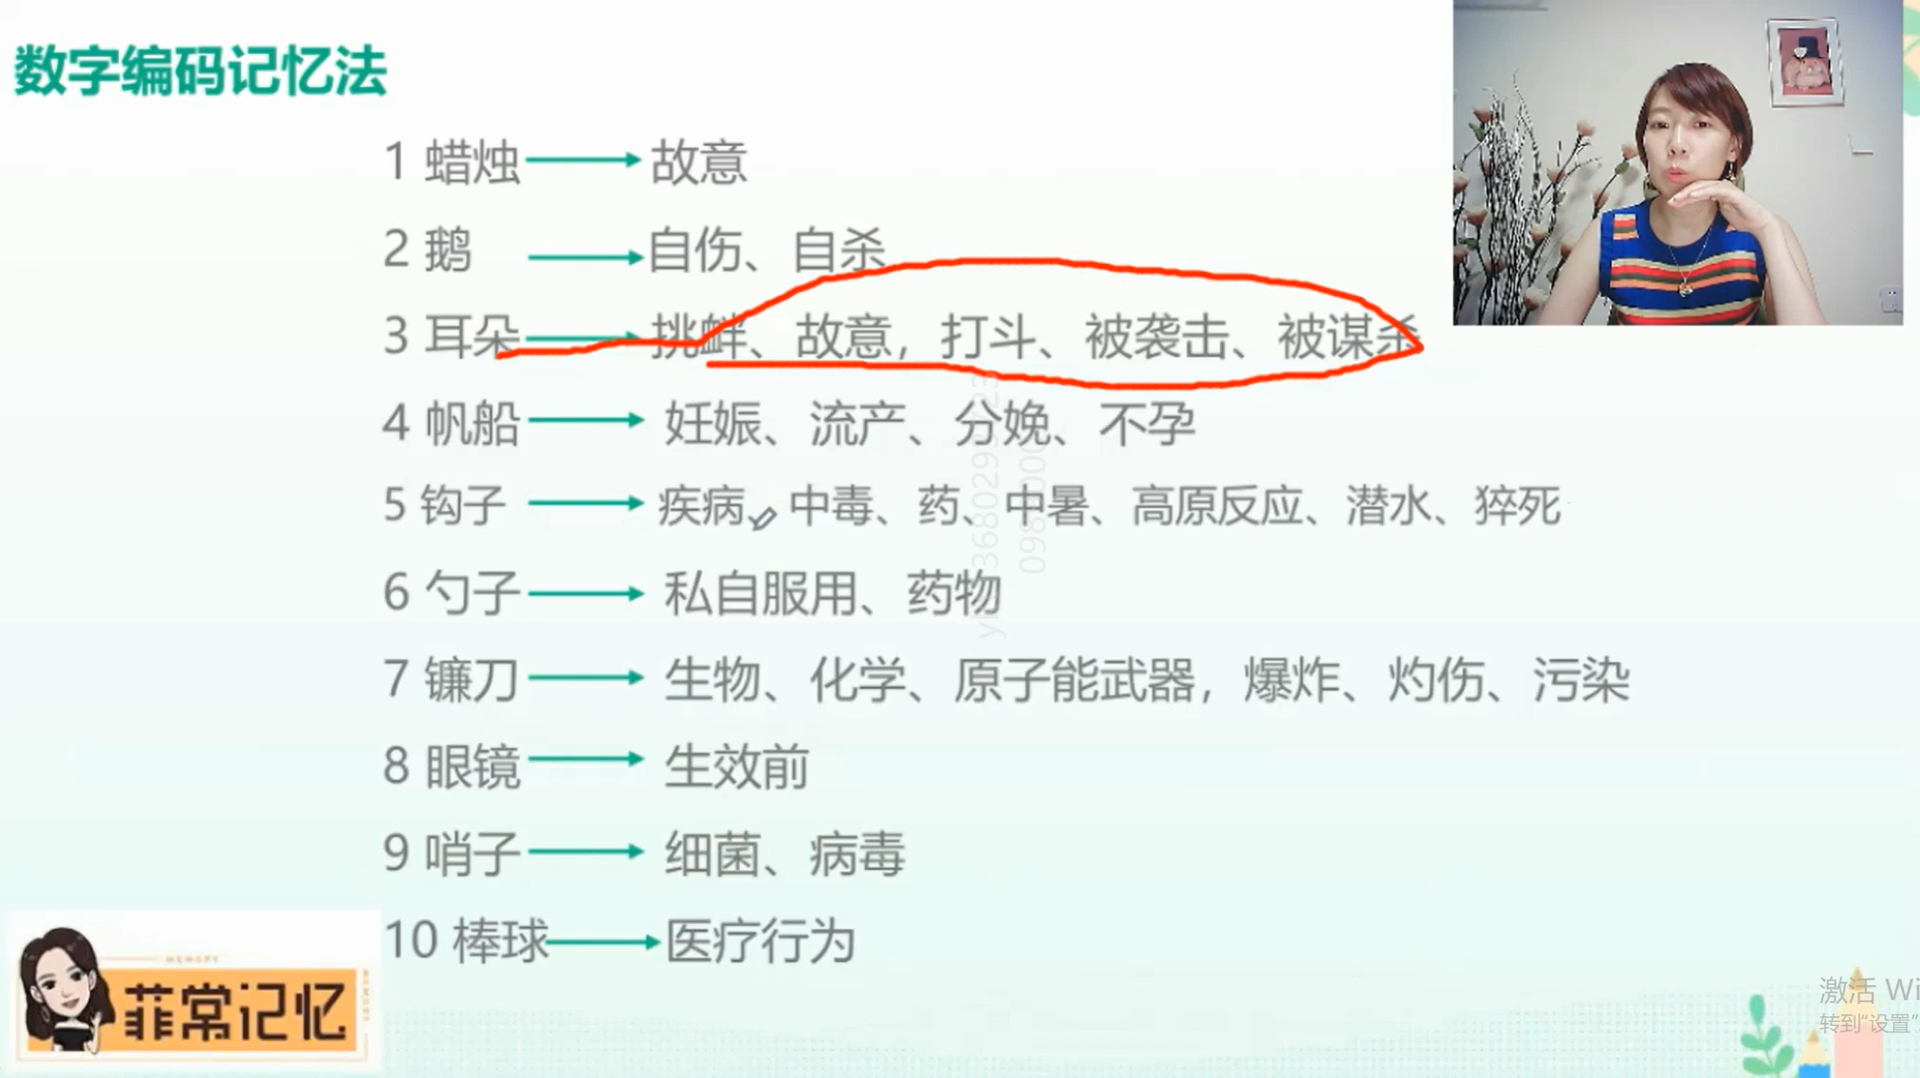 数字编码记忆法
1 蜡烛 故意
2 鹅 自伤、自杀
3 耳朵 挑衅、故意，打斗、被袭击、被谋杀
4 帆船 妊娠、流产、分娩、不孕
5 钩子 疾病、中毒、药、中暑、高原反应、潜水、猝死
6 勺子 私自服用、药物
7 镰刀 生物、化学、原子能武器，爆炸、灼伤、污染
8 眼镜 生效前
9 哨子 细菌、病毒
10 棒球 医疗行为
菲常记忆
激活 Wi
转到"设置"